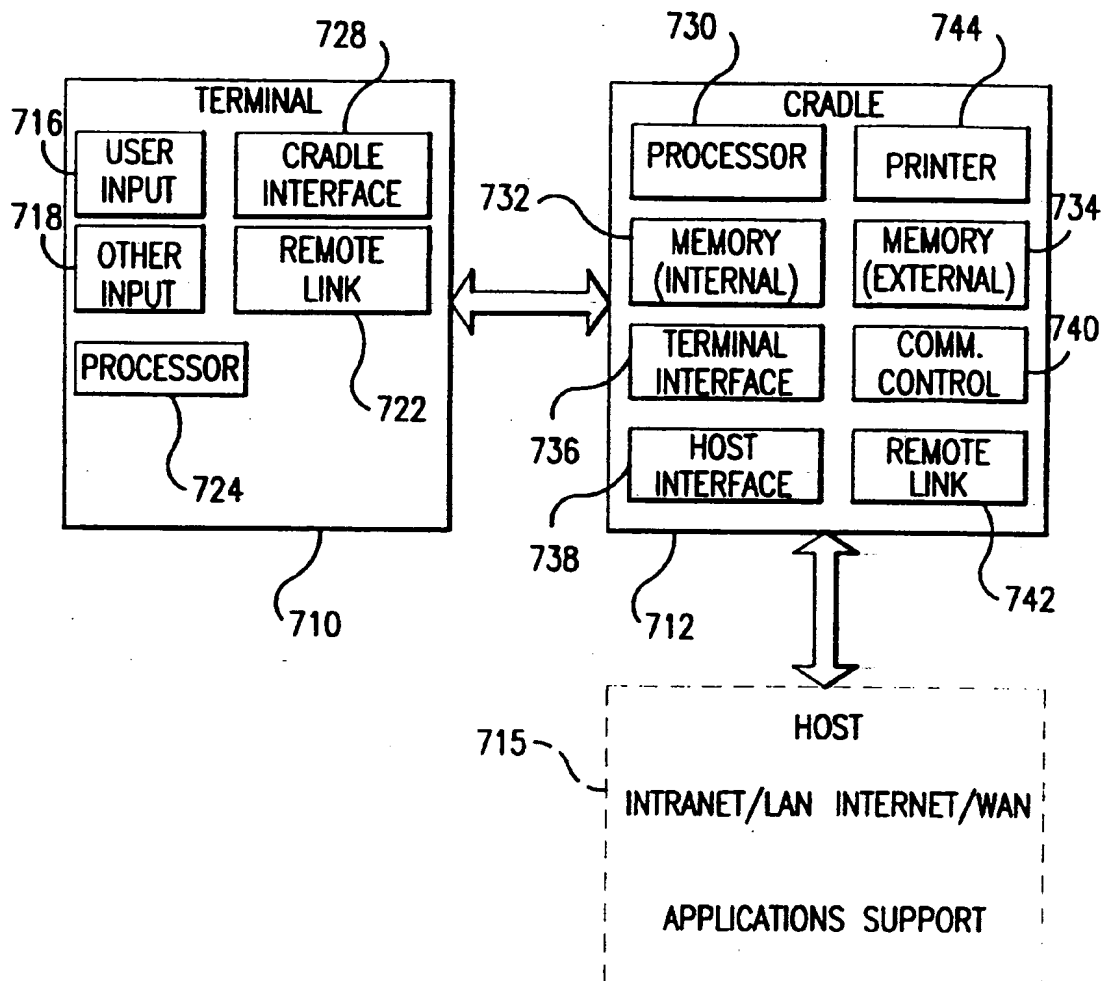 728
730
744
TERMINAL
CRADLE
716
USER
INPUT
CRADLE
INTERFACE
PROCESSOR
PRINTER
718
OTHER
INPUT
REMOTE
LINK
732
734
MEMORY
(INTERNAL)
MEMORY
(EXTERNAL)
740
PROCESSOR
TERMINAL
INTERFACE
COMM.
CONTROL
722
736
724
HOST
INTERFACE
REMOTE
LINK
738
742
710
712
715
HOST
INTRANET/LAN INTERNET/WAN
APPLICATIONS SUPPORT